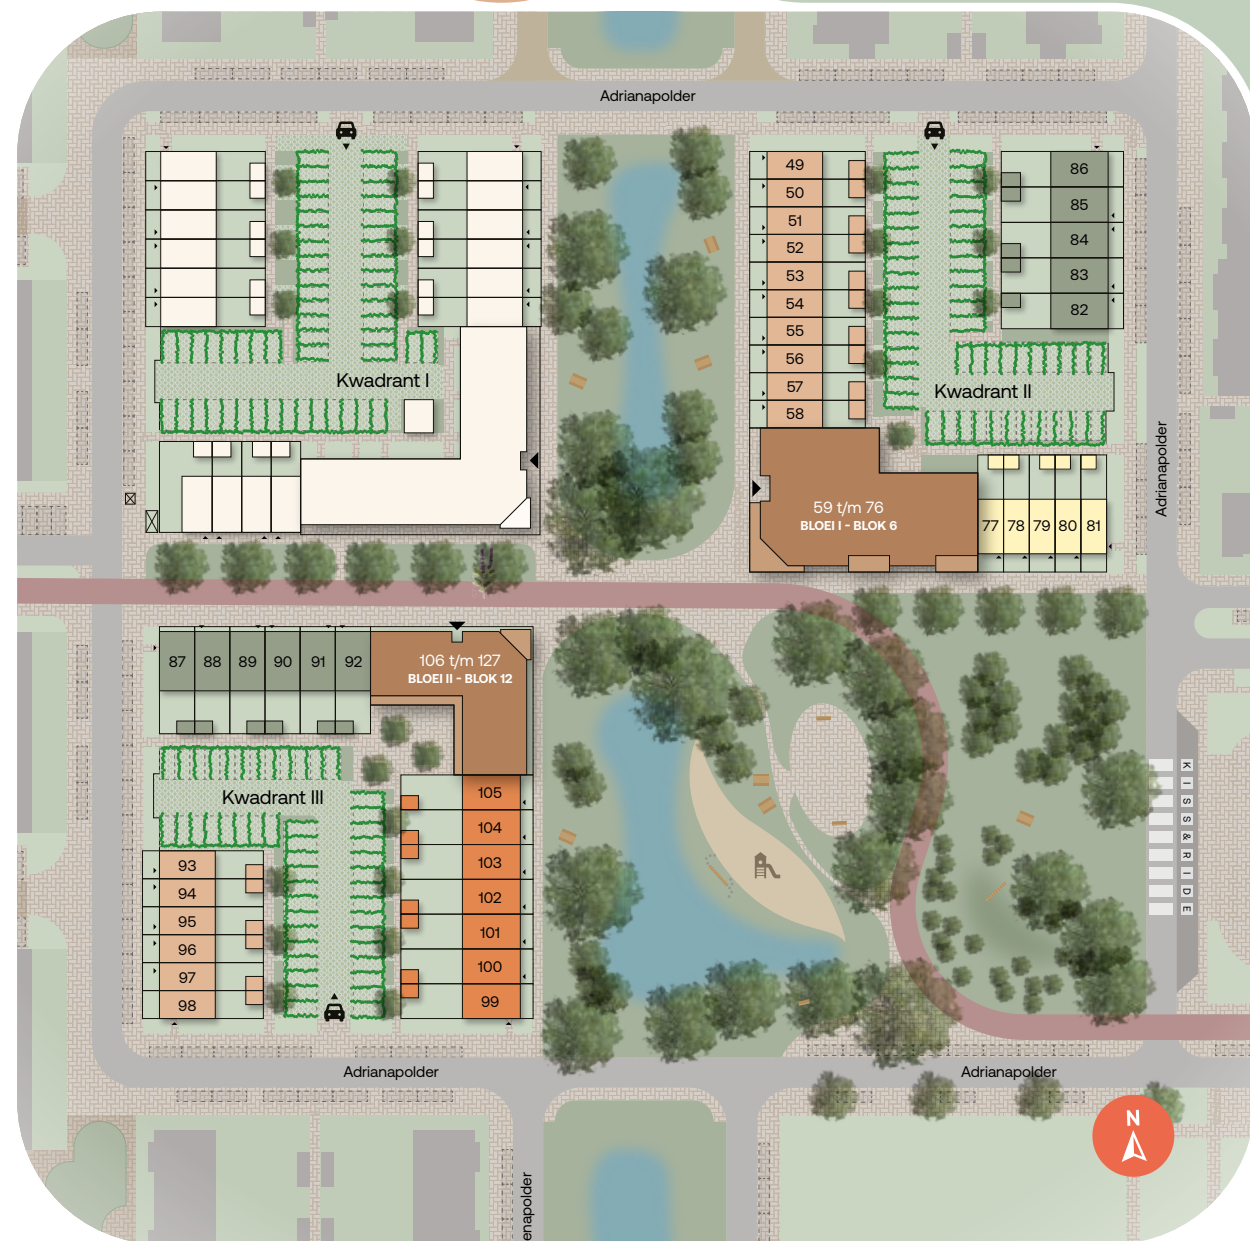 Adrianapolder
49
50
51
52
53
54
55
56
57
58
86
85
84
83
82
Kwadrant I
Kwadrant II
59 t/m 76
BLOEI I - BLOK 6
77 78 79 80 81
Adrianapolder
87 88 89 90 91 92
106 t/m 127
BLOEI II - BLOK 12
Kwadrant III
93
94
95
96
97
98
105
104
103
102
101
100
99
KISS&RIDE
Adrianapolder
Adrianapolder
N
enapolder